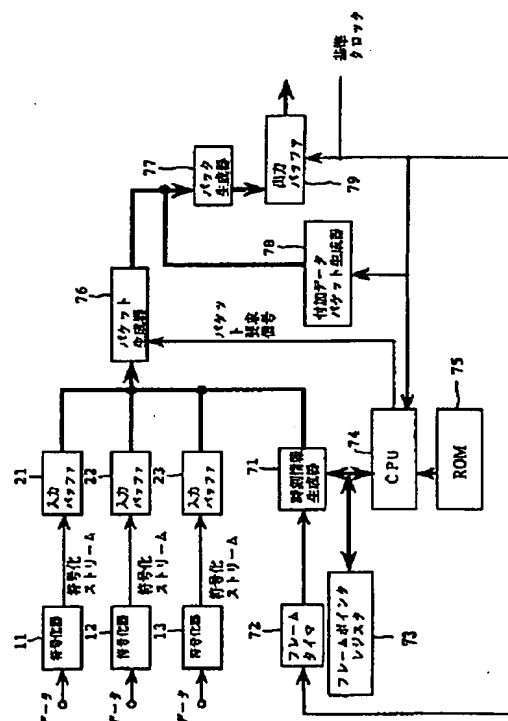 データ
11
符号化器
符号化
ストリーム
21
入力
バッファ
データ
12
符号化器
符号化
ストリーム
22
入力
バッファ
データ
13
符号化器
符号化
ストリーム
23
入力
バッファ
76
パケット
生成器
パケッ
ト
要求
信号
77
パック
生成器
出力
バッファ
79
78
付加データ
パケット生成器
基準
クロック
72
フレーム
タイマ
71
時刻情報
生成器
74
CPU
75
ROM
フレームポインタ
レジスタ
73